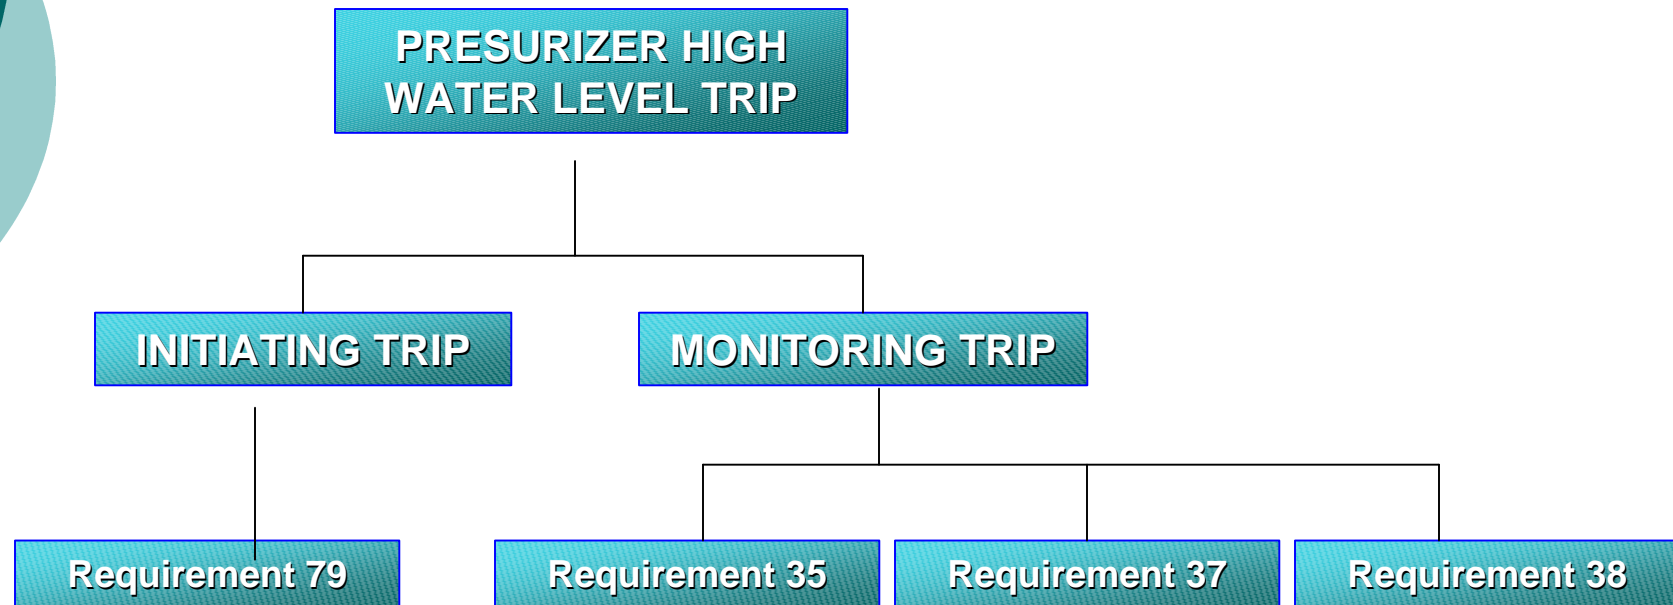 PRESURIZER HIGH
WATER LEVEL TRIP
INITIATING TRIP
MONITORING TRIP
Requirement 79
Requirement 35
Requirement 37
Requirement 38